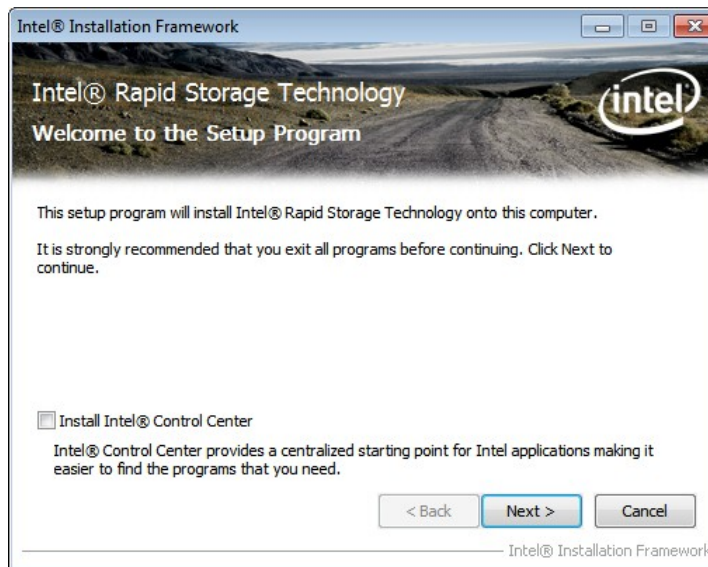 Intel® Installation Framework
Intel® Rapid Storage Technology
Welcome to the Setup Program
intel
This setup program will install Intel® Rapid Storage Technology onto this computer.
It is strongly recommended that you exit all programs before continuing. Click Next to
continue.
Install Intel® Control Center
Intel® Control Center provides a centralized starting point for Intel applications making it
easier to find the programs that you need.
< Back Next > Cancel
Intel® Installation Framework